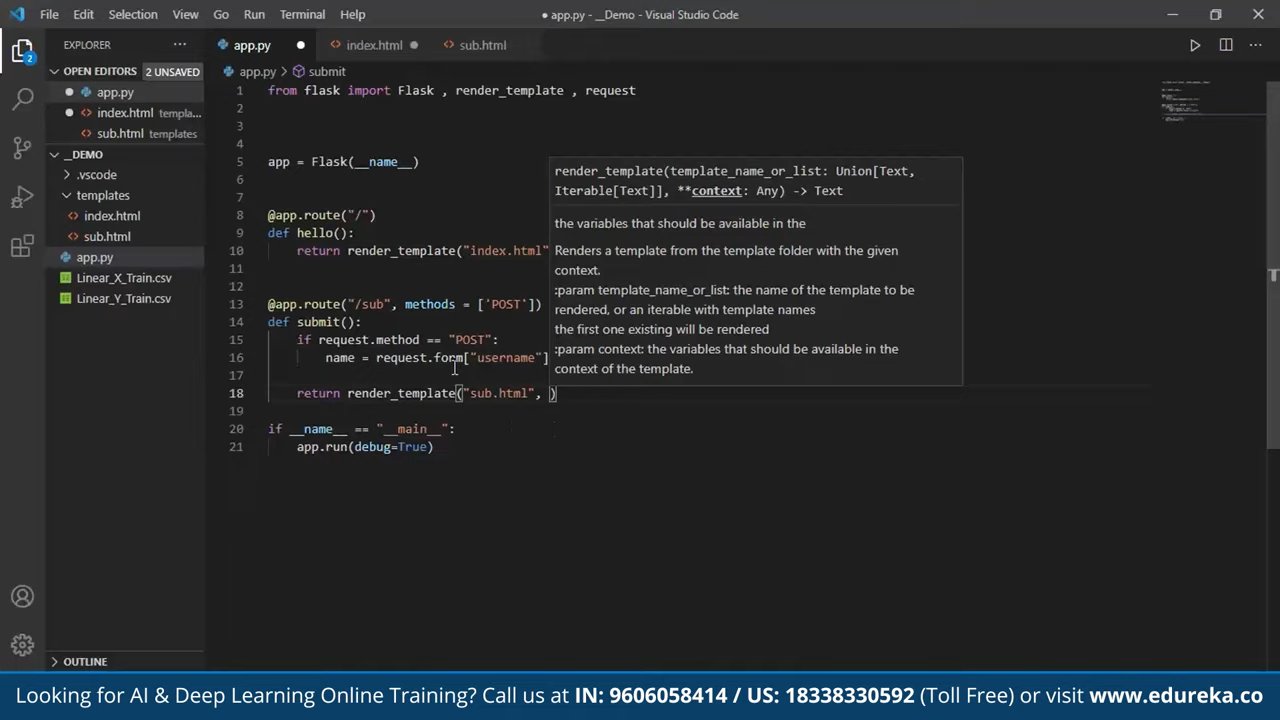 File Edit Selection View Go Run Terminal Help
● app.py - __Demo - Visual Studio Code
EXPLORER
app.py
index.html
sub.html
OPEN EDITORS 2 UNSAVED
app.py > submit
app.py
index.html templa...
sub.html templates
__DEMO
.vscode
templates
index.html
sub.html
app.py
Linear_X_Train.csv
Linear_Y_Train.csv
OUTLINE
2
1 from flask import Flask , render_template , request
2
3
4
5 app = Flask(__name__)
6
7
8 @app.route("/")
9 def hello():
10 return render_template("index.html"
11
12
13 @app.route("/sub", methods = ['POST'])
14 def submit():
15 if request.method == "POST":
16 name = request.form["username"]
17
18 return render_template("sub.html", )
19
20 if __name__ == "__main__":
21 app.run(debug=True)
render_template(template_name_or_list: Union[Text,
Iterable[Text]], **context: Any) -> Text
the variables that should be available in the
Renders a template from the template folder with the given
context.
:param template_name_or_list: the name of the template to be
rendered, or an iterable with template names
the first one existing will be rendered
:param context: the variables that should be available in the
context of the template.
Looking for AI & Deep Learning Online Training? Call us at IN: 9606058414 / US: 18338330592 (Toll Free) or visit www.edureka.co